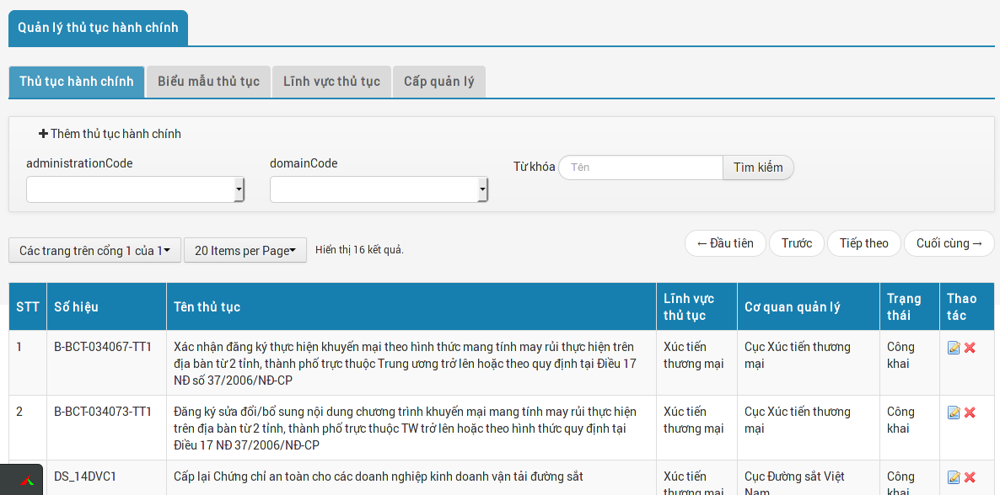 Quản lý thủ tục hành chính
Thủ tục hành chính Biểu mẫu thủ tục Lĩnh vực thủ tục Cấp quản lý
Thêm thủ tục hành chính
administrationCode domainCode Từ khóa Tên Tìm kiếm
Các trang trên cổng 1 của 1 20 Items per Page Hiển thị 16 kết quả. ← Đầu tiên Trước Tiếp theo Cuối cùng →
STT Số hiệu Tên thủ tục Lĩnh vực thủ tục Cơ quan quản lý Trạng thái Thao tác
1 B-BCT-034067-TT1 Xác nhận đăng ký thực hiện khuyến mại theo hình thức mang tính may rủi thực hiện trên Xúc tiến Cục Xúc tiến thương Công
địa bàn từ 2 tỉnh, thành phố trực thuộc Trung ương trở lên hoặc theo quy định tại Điều 17 thương mại mại khai
NĐ số 37/2006/NĐ-CP
2 B-BCT-034073-TT1 Đăng ký sửa đổi/bổ sung nội dung chương trình khuyến mại mang tính may rủi thực hiện Xúc tiến Cục Xúc tiến thương Công
trên địa bàn từ 2 tỉnh, thành phố trực thuộc TW trở lên hoặc theo hình thức quy định tại thương mại mại khai
Điều 17 NĐ 37/2006/NĐ-CP
DS_14DVC1 Cấp lại Chứng chỉ an toàn cho các doanh nghiệp kinh doanh vận tải đường sắt Xúc tiến Cục Đường sắt Việt Công
thương mại Nam khai